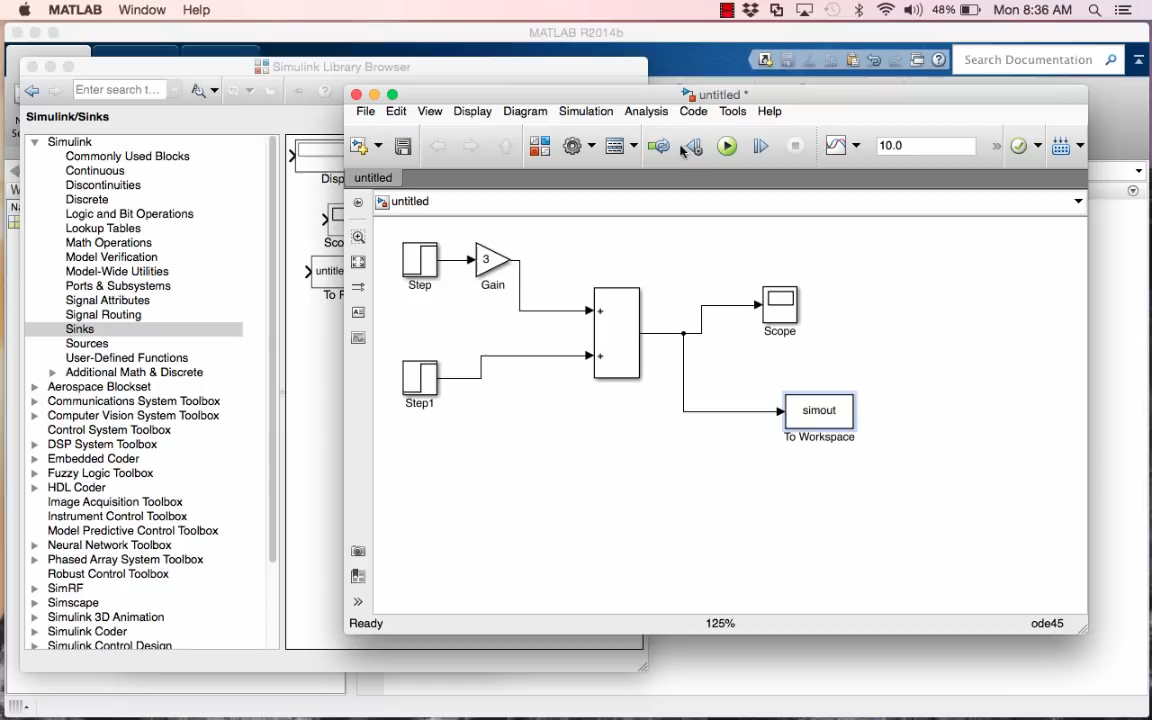 MATLAB Window Help
48% Mon 8:36 AM
MATLAB R2014b
Search Documentation
Simulink Library Browser
Enter search t...
Simulink/Sinks
Simulink
Commonly Used Blocks
Continuous
Discontinuities
Discrete
Logic and Bit Operations
Lookup Tables
Math Operations
Model Verification
Model-Wide Utilities
Ports & Subsystems
Signal Attributes
Signal Routing
Sinks
Sources
User-Defined Functions
Additional Math & Discrete
Aerospace Blockset
Communications System Toolbox
Computer Vision System Toolbox
Control System Toolbox
DSP System Toolbox
Embedded Coder
Fuzzy Logic Toolbox
HDL Coder
Image Acquisition Toolbox
Instrument Control Toolbox
Model Predictive Control Toolbox
Neural Network Toolbox
Phased Array System Toolbox
Robust Control Toolbox
SimRF
Simscape
Simulink 3D Animation
Simulink Coder
Simulink Control Design
Disp
Sco
untitle
To F
untitled *
File Edit View Display Diagram Simulation Analysis Code Tools Help
10.0
»
untitled
untitled
Step
3
Gain
Step1
+
+
Scope
simout
To Workspace
»
Ready
125%
ode45